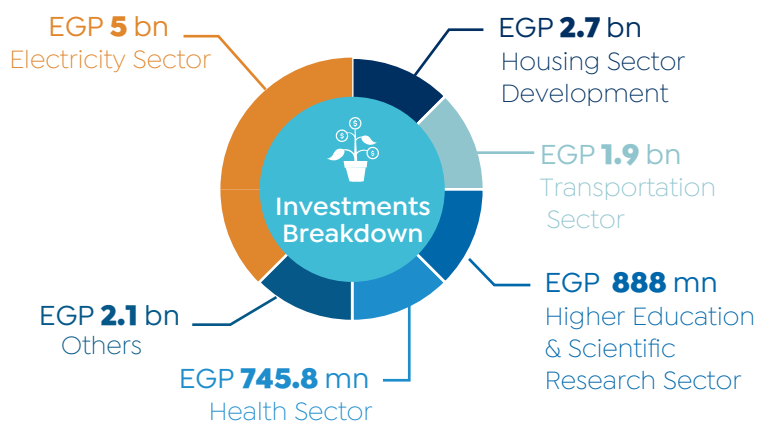 EGP 5 bn
Electricity Sector
EGP 2.7 bn
Housing Sector
Development
EGP 1.9 bn
Transportation
Sector
$
$
$
Investments
Breakdown
EGP 888 mn
Higher Education
& Scientific
Research Sector
EGP 2.1 bn
Others
EGP 745.8 mn
Health Sector